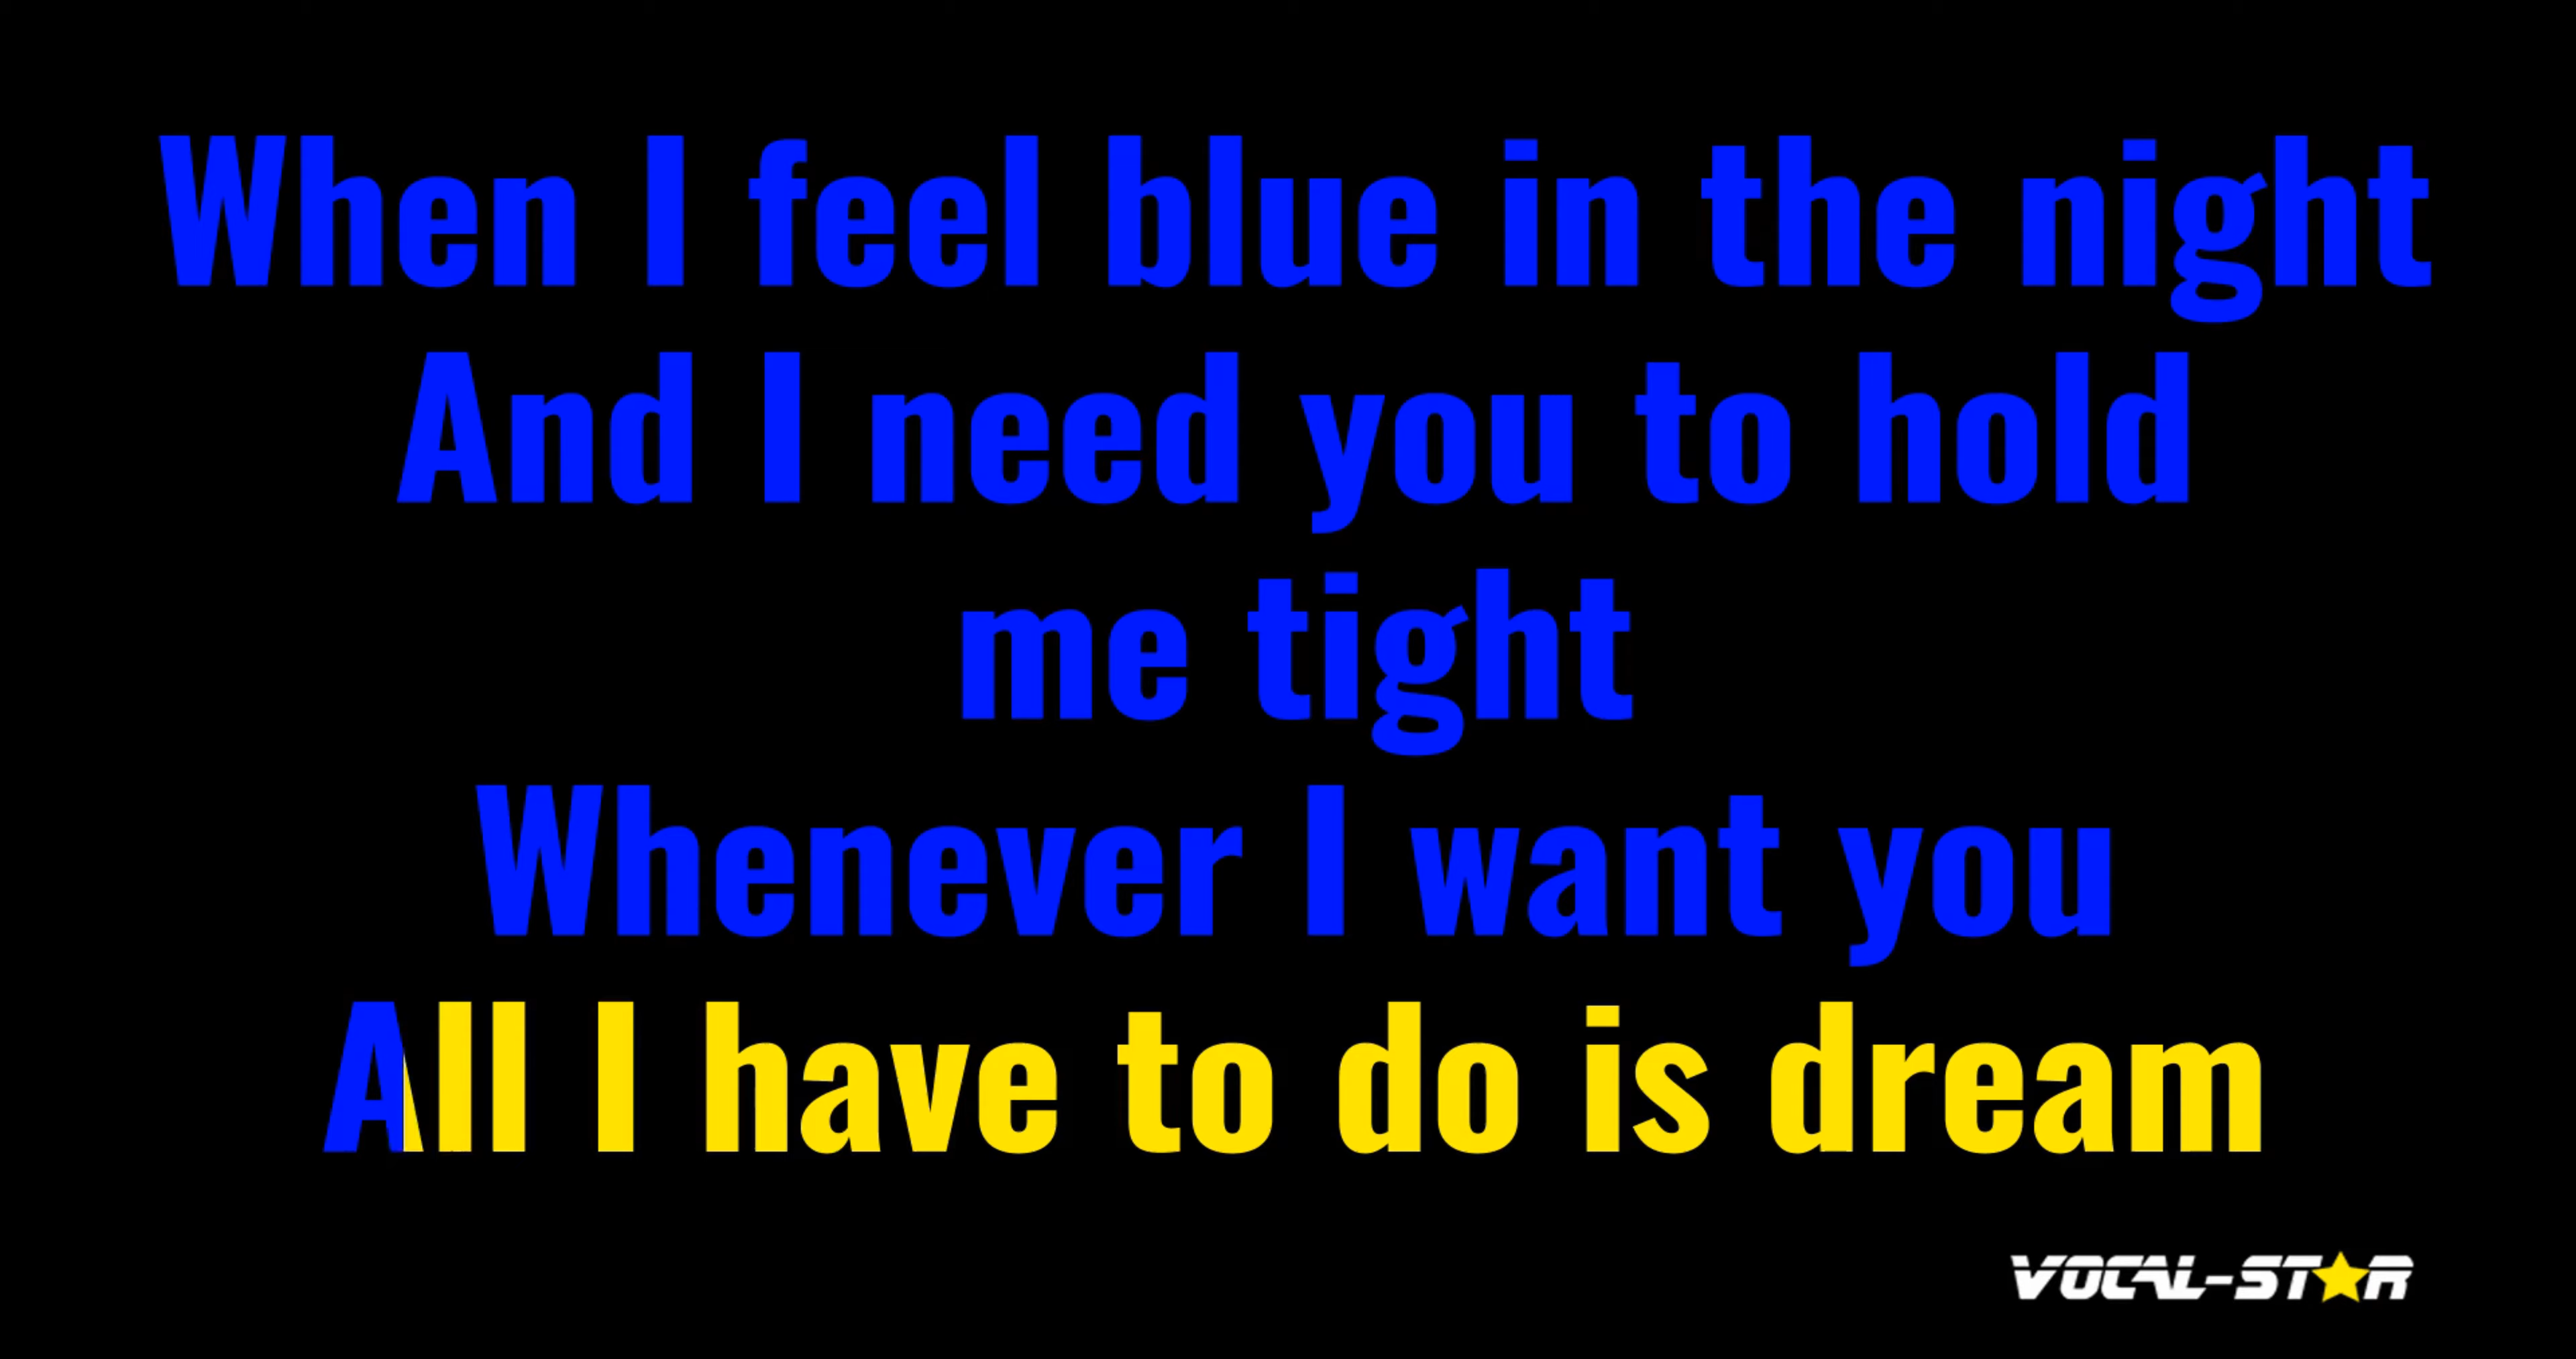 When I feel blue in the night
And I need you to hold
me tight
Whenever I want you
All I have to do is dream
VOCAL-STAR